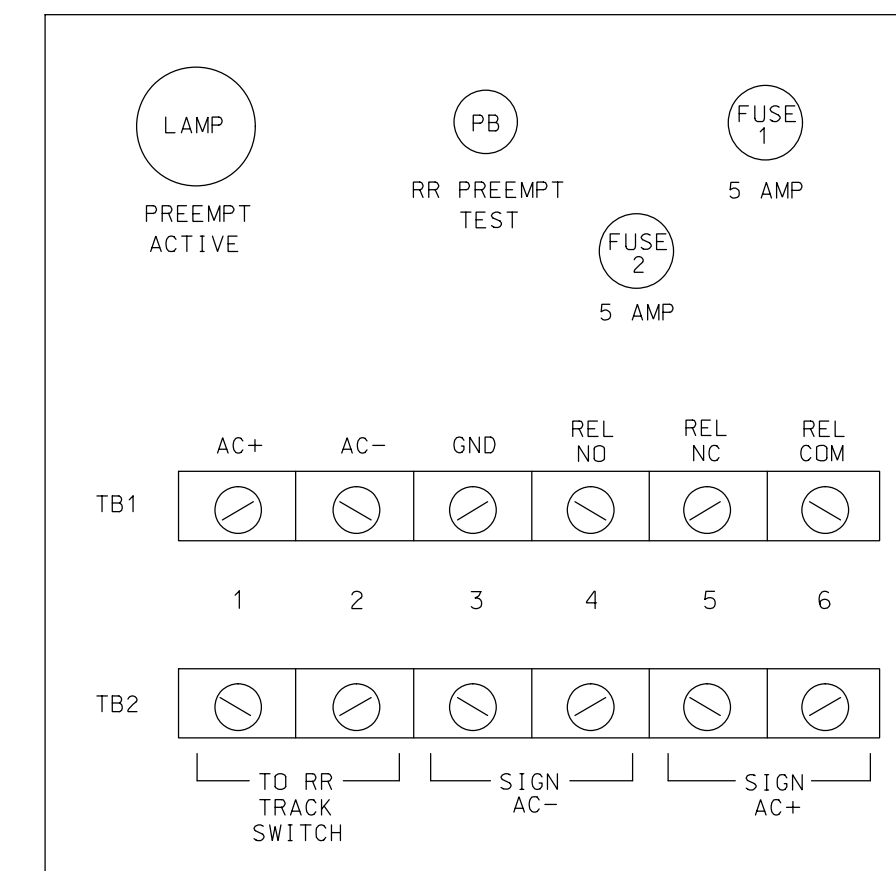 LAMP
PREEMPT
ACTIVE
PB
RR PREEMPT
TEST
FUSE
1
5 AMP
FUSE
2
5 AMP
AC+ AC- GND REL NO REL NC REL COM
TB1
1 2 3 4 5 6
TB2
TO RR
TRACK
SWITCH
SIGN
AC-
SIGN
AC+